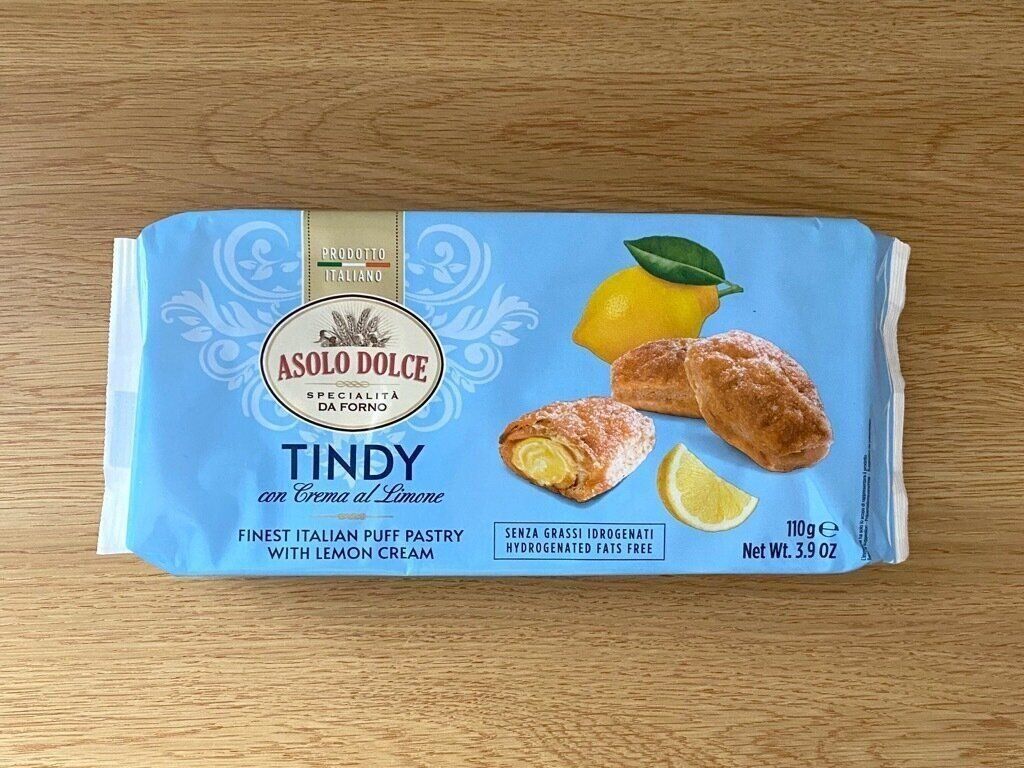 PRODOTTO
ITALIANO
ASOLO DOLCE
SPECIALITÀ
DA FORNO
TINDY
con Crema al Limone
FINEST ITALIAN PUFF PASTRY
WITH LEMON CREAM
SENZA GRASSI IDROGENATI
HYDROGENATED FATS FREE
110g ℮
Net Wt. 3.9 OZ